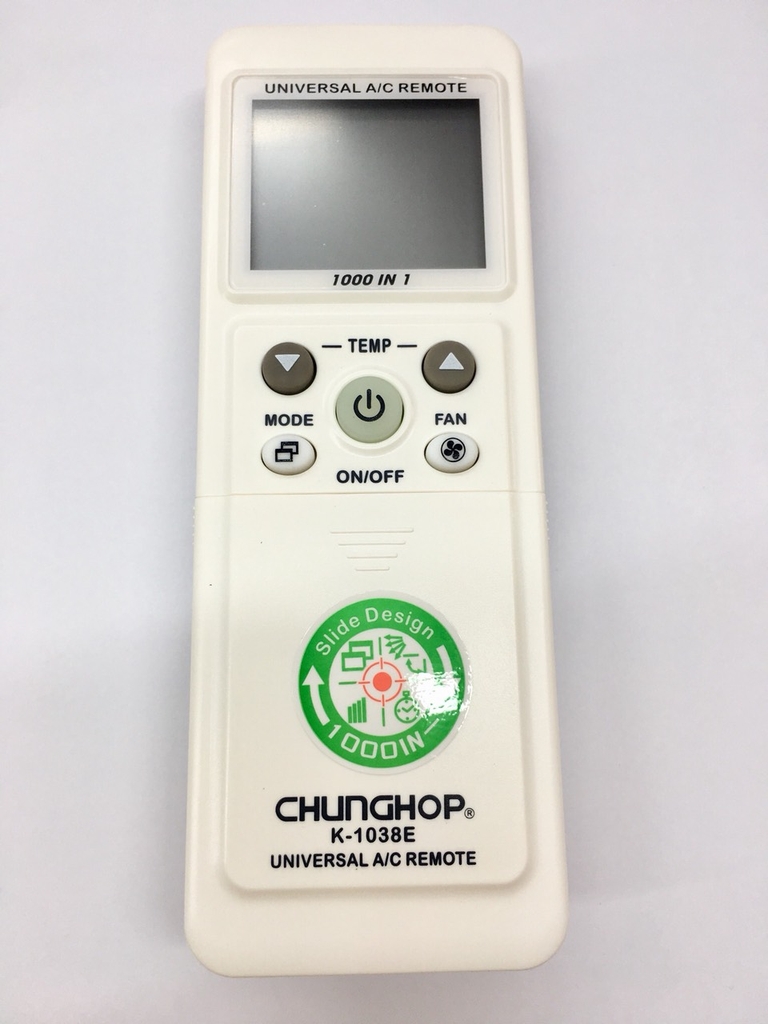 UNIVERSAL A/C REMOTE
1000 IN 1
TEMP
MODE
FAN
ON/OFF
Slide Design
1000IN
CHUNGHOP®
K-1038E
UNIVERSAL A/C REMOTE